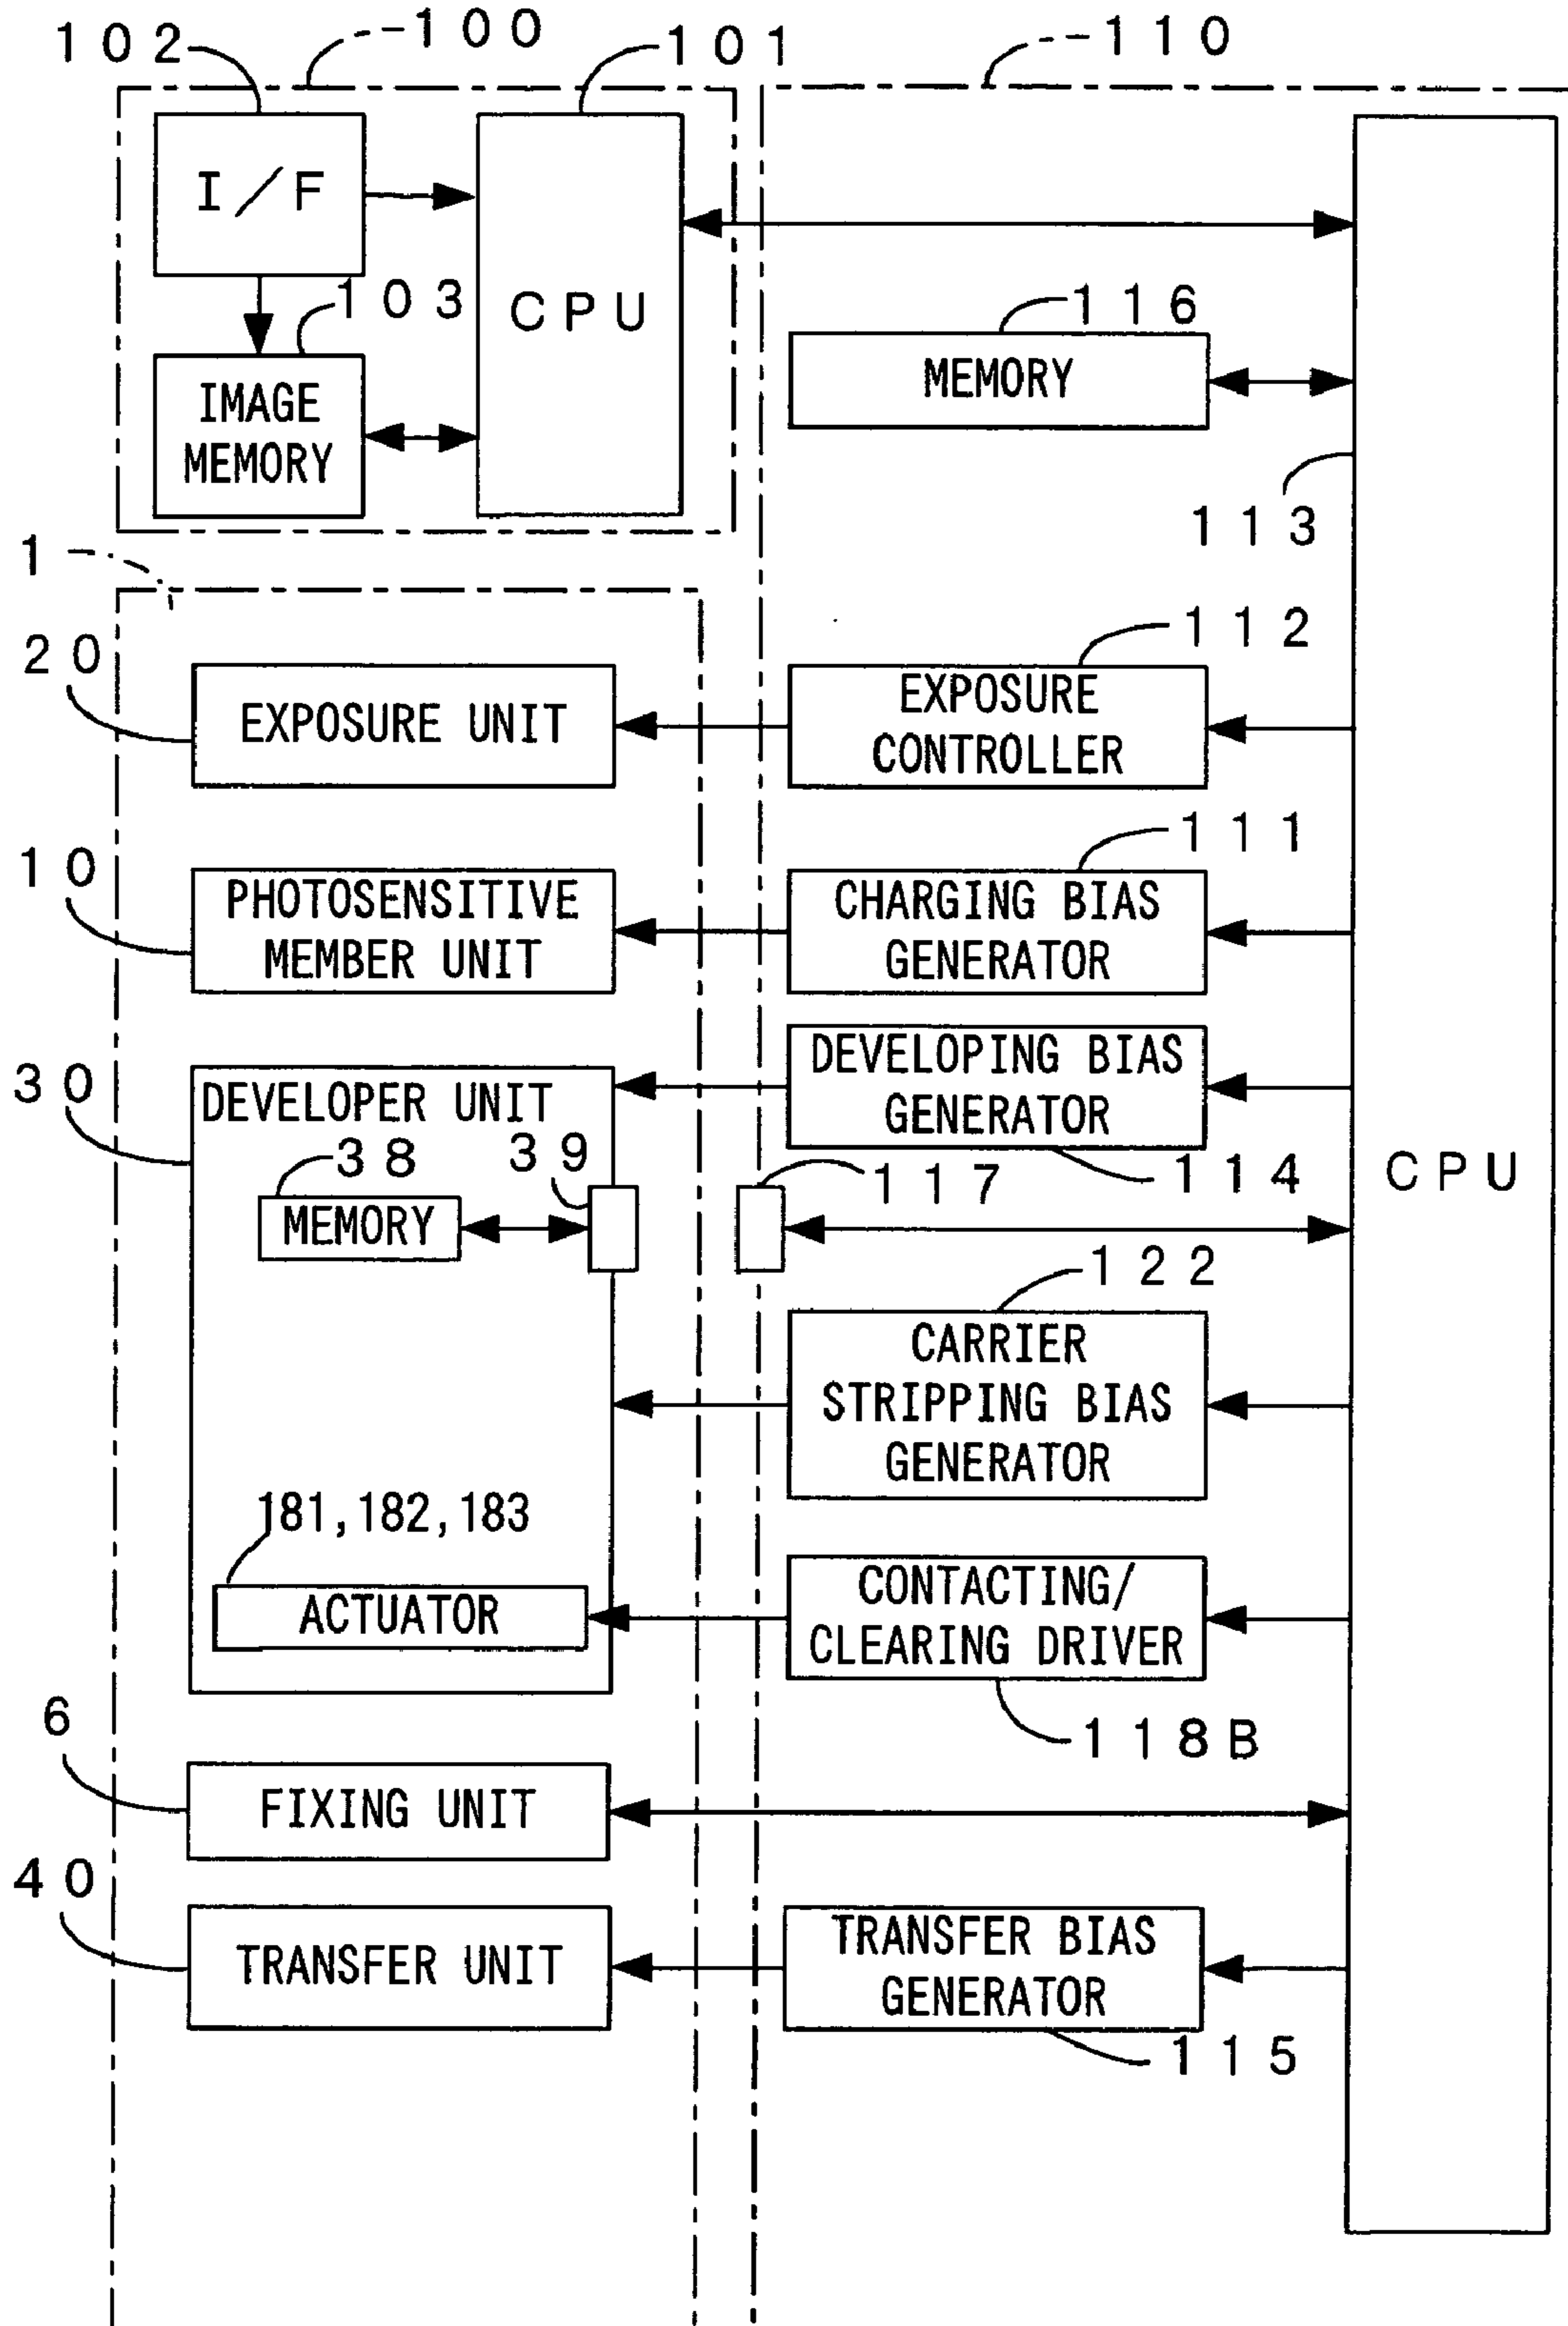 102
100
101
110
I/F
CPU
103
IMAGE
MEMORY
116
MEMORY
113
1
20
EXPOSURE UNIT
112
EXPOSURE
CONTROLLER
10
PHOTOSENSITIVE
MEMBER UNIT
111
CHARGING BIAS
GENERATOR
30
DEVELOPER UNIT
DEVELOPING BIAS
GENERATOR
114
CPU
38
39
MEMORY
117
122
CARRIER
STRIPPING BIAS
GENERATOR
181,182,183
ACTUATOR
CONTACTING/
CLEARING DRIVER
118B
6
FIXING UNIT
40
TRANSFER UNIT
TRANSFER BIAS
GENERATOR
115